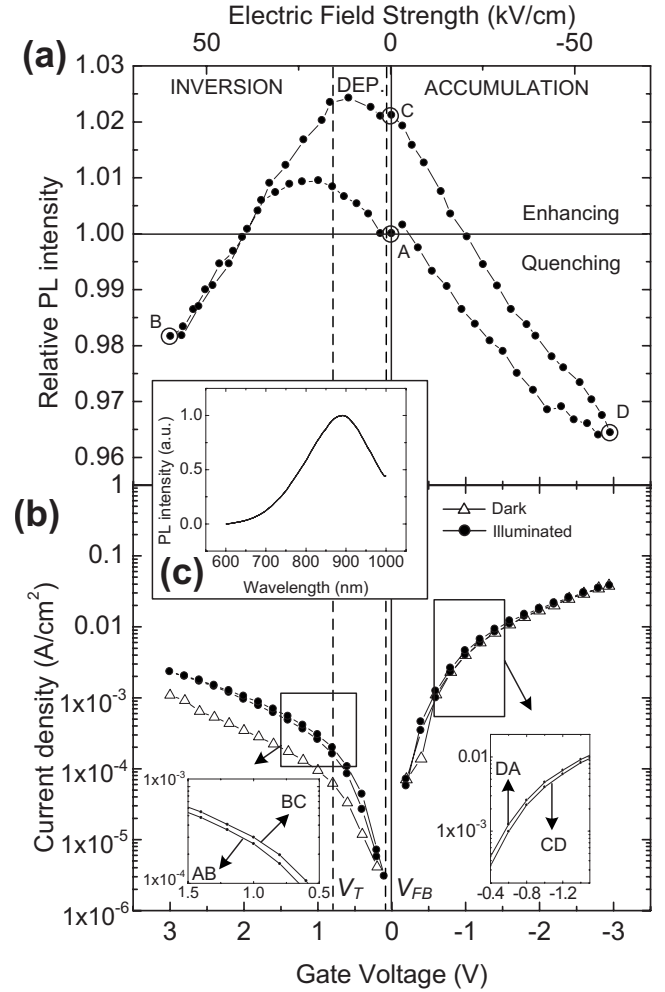 Electric Field Strength (kV/cm)
50 0 -50
(a)
1.03
INVERSION DEP. ACCUMULATION
1.02
C
1.01
Enhancing
1.00
A
Quenching
0.99
B
0.98
0.97
D
0.96
Relative PL intensity
PL intensity (a.u.)
1.0
0.5
0.0
600 700 800 900 1000
Wavelength (nm)
(c)
(b)
1
Dark
Illuminated
0.1
0.01
1x10-3
1x10-4
1x10-5
1x10-6
Current density (A/cm2)
1x10-3
BC
AB
1x10-4
1.5 1.0 0.5
0.01
DA
1x10-3
CD
-0.4 -0.8 -1.2
VT VFB
3 2 1 0 -1 -2 -3
Gate Voltage (V)